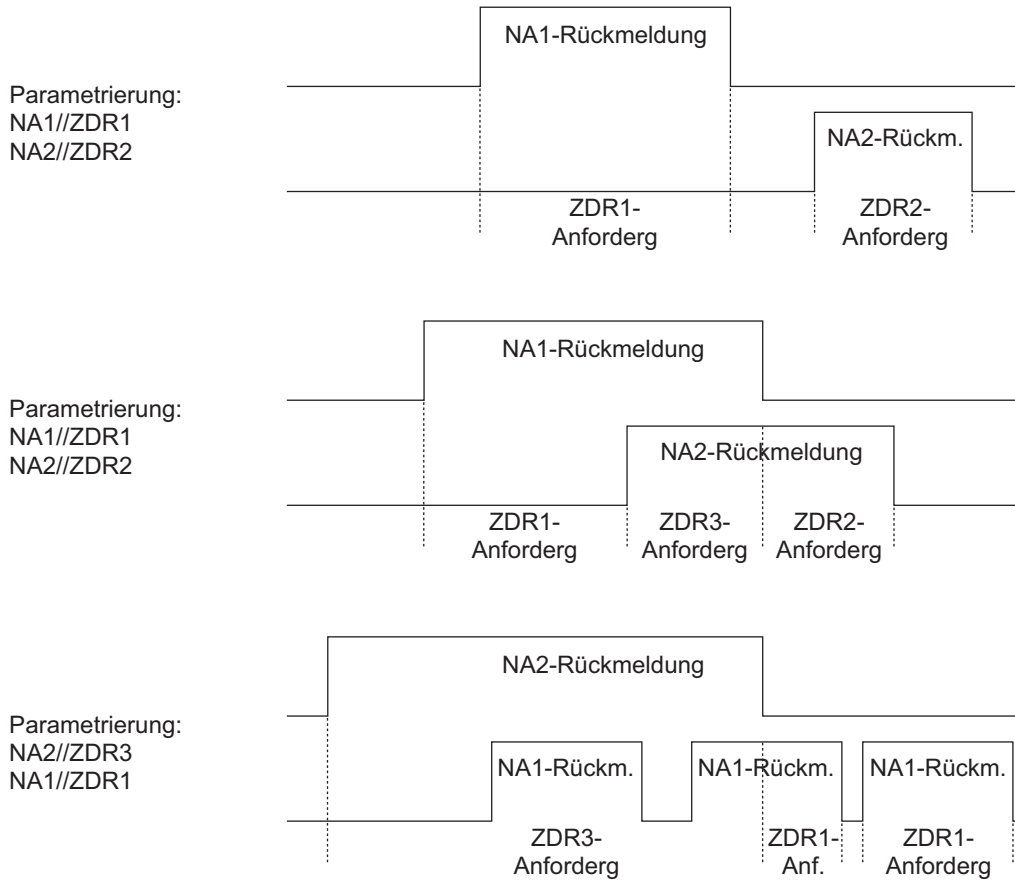 NA1-Rückmeldung
Parametrierung:
NA1//ZDR1
NA2//ZDR2
NA2-Rückm.
ZDR1-
Anforderg
ZDR2-
Anforderg
NA1-Rückmeldung
Parametrierung:
NA1//ZDR1
NA2//ZDR2
NA2-Rückmeldung
ZDR1-
Anforderg
ZDR3-
Anforderg
ZDR2-
Anforderg
NA2-Rückmeldung
Parametrierung:
NA2//ZDR3
NA1//ZDR1
NA1-Rückm.
NA1-Rückm.
NA1-Rückm.
ZDR3-
Anforderg
ZDR1-
Anf.
ZDR1-
Anforderg